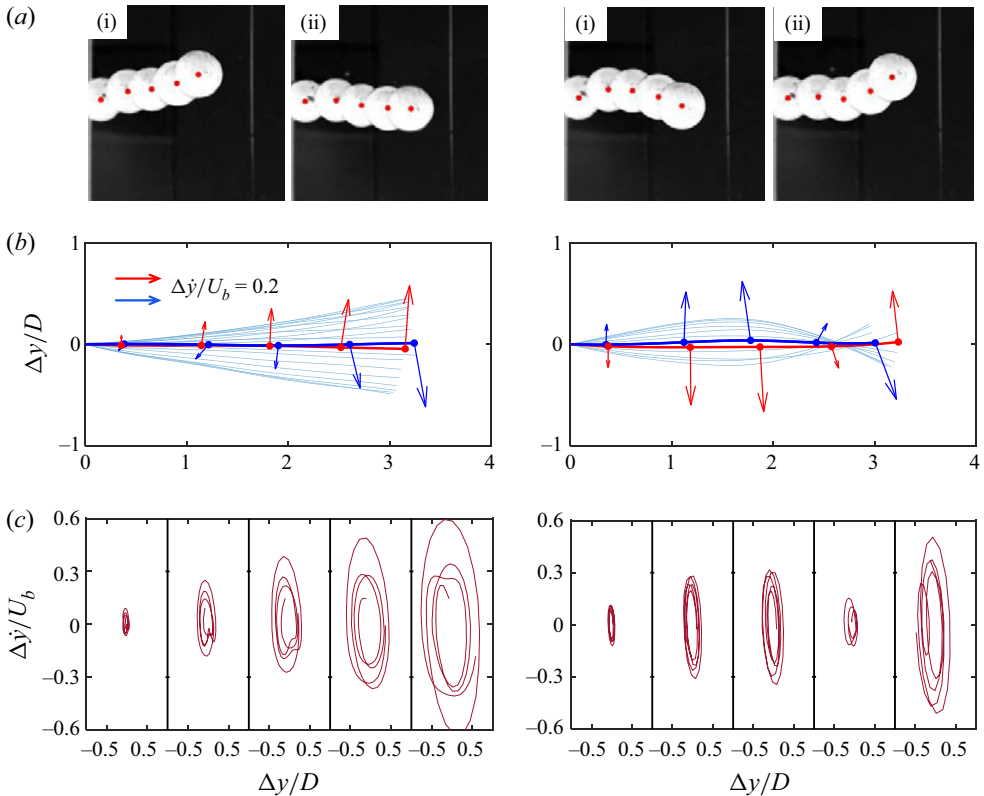 (a)
(i) (ii) (i) (ii)
(b)
1 1
Δẏ/U_b = 0.2
Δy/D
0 0
−1 −1
0 1 2 3 4 0 1 2 3 4
(c)
0.6 0.6
0.3 0.3
Δẏ/U_b
0 0
−0.3 −0.3
−0.6 −0.6
−0.5 0.5 −0.5 0.5 −0.5 0.5 −0.5 0.5 −0.5 0.5 −0.5 0.5 −0.5 0.5 −0.5 0.5 −0.5 0.5 −0.5 0.5
Δy/D Δy/D